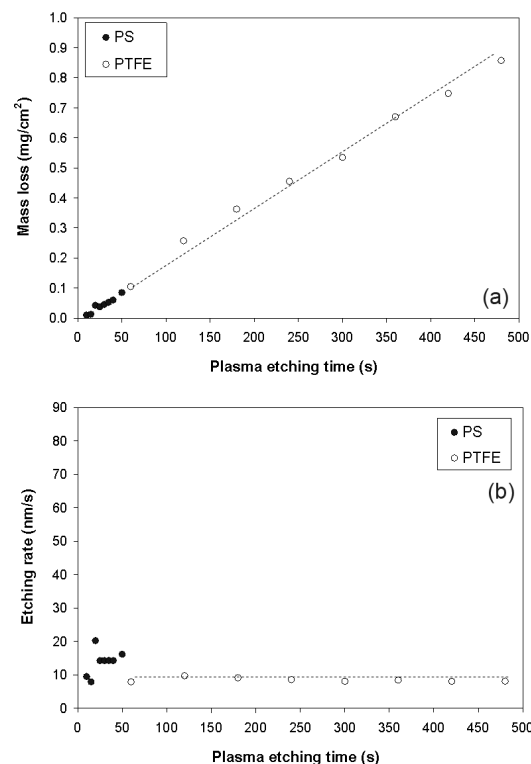 1.0
0.9
0.8
0.7
0.6
0.5
0.4
0.3
0.2
0.1
0.0
Mass loss (mg/cm²)
PS
PTFE
(a)
0 50 100 150 200 250 300 350 400 450 500
Plasma etching time (s)
90
80
70
60
50
40
30
20
10
0
Etching rate (nm/s)
PS
PTFE
(b)
0 50 100 150 200 250 300 350 400 450 500
Plasma etching time (s)